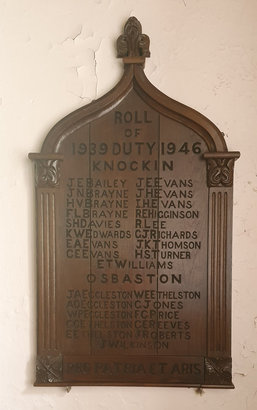 ROLL
OF
1939 DUTY 1946
KNOCKIN
J E BAILEY J E EVANS
J N BRAYNE I H EVANS
H V BRAYNE I H EVANS
F L BRAYNE R E HIGGINSON
S H DAVIES R LEE
K W EDWARDS C J RICHARDS
E A EVANS J K THOMSON
C E EVANS H S TURNER
E T WILLIAMS
OSBASTON
J A ECCLESTON W E ETHELSTON
A D ECCLESTON C JONES
W P ECCLESTON F C PRICE
C C ETHELSTON C E REEVES
E ETHELSTON J ROBERTS
J WILKINSON
PRO PATRIA ET ARIS